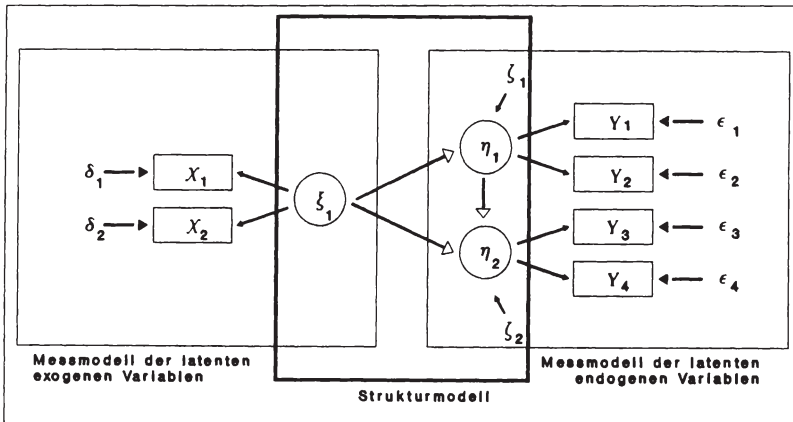 ζ₁
Y₁
ε₁
η₁
δ₁
X₁
Y₂
ε₂
ξ₁
δ₂
X₂
Y₃
ε₃
η₂
Y₄
ε₄
ζ₂
Messmodell der latenten
exogenen Variablen
Messmodell der latenten
endogenen Variablen
Strukturmodell